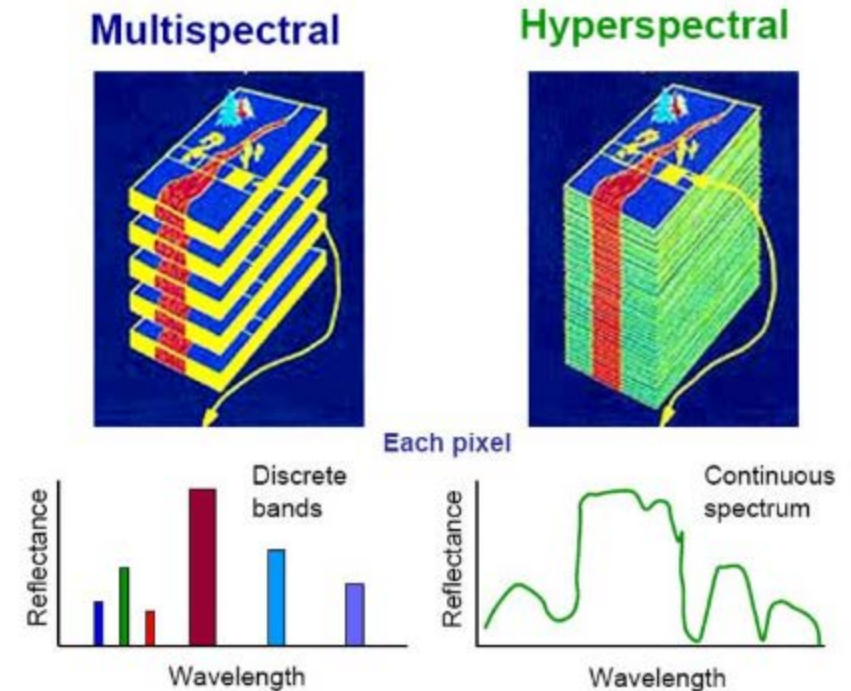 Multispectral
Hyperspectral
Each pixel
Discrete
bands
Reflectance
Wavelength
Continuous
spectrum
Reflectance
Wavelength